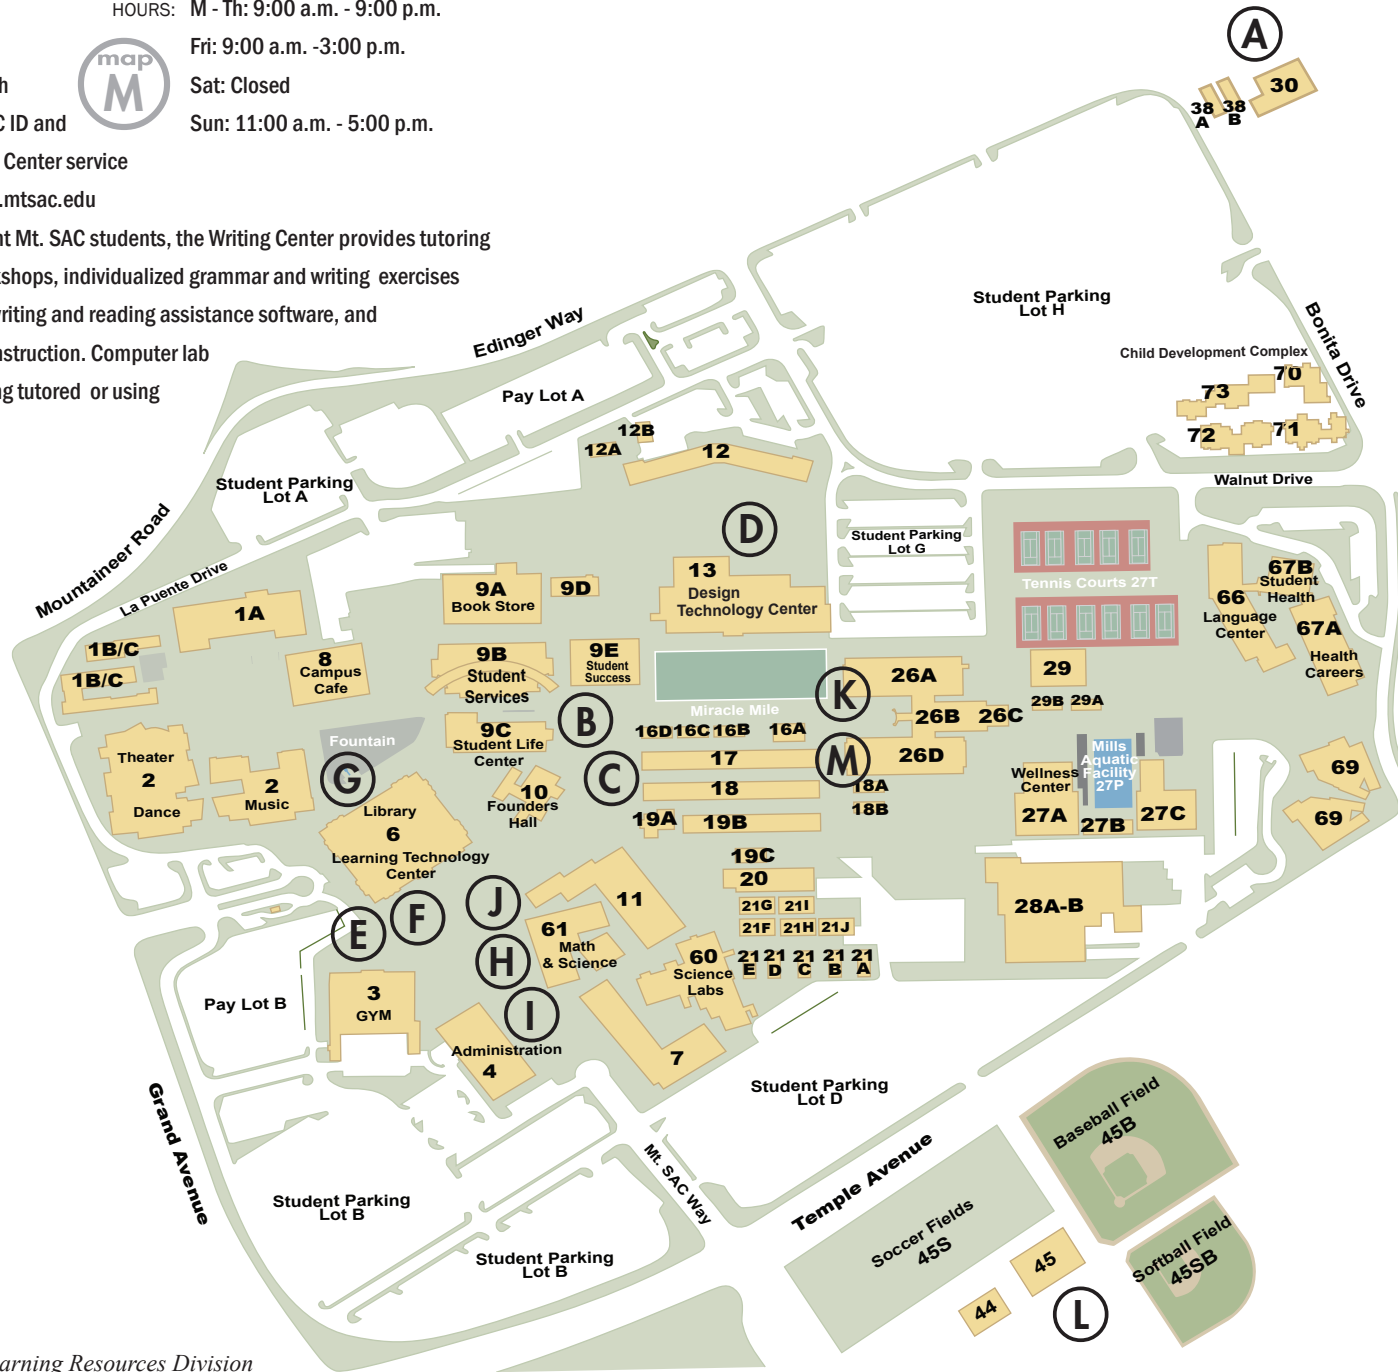 HOURS: M - Th: 9:00 a.m. - 9:00 p.m.
Fri: 9:00 a.m. -3:00 p.m.
Sat: Closed
Sun: 11:00 a.m. - 5:00 p.m.
map
M
ID and
Center service
.mtsac.edu
Mt. SAC students, the Writing Center provides tutoring
individualized grammar and writing exercises
writing and reading assistance software, and
Computer lab
tutored or using
A
38 A
38 B
30
Student Parking
Lot H
Bonita Drive
Child Development Complex
70
73
72
71
Walnut Drive
Edinger Way
Pay Lot A
12B
12A
12
Student Parking
Lot A
Mountaineer Road
La Puente Drive
D
Student Parking
Lot G
Tennis Courts 27T
67B
Student
Health
66
Language
Center
67A
Health
Careers
13
Design
Technology Center
9A
Book Store
9D
1A
1B/C
1B/C
8
Campus
Cafe
9B
Student
Services
9E
Student
Success
Miracle Mile
K
26A
26B
26C
26D
29
29B
29A
B
9C
Student Life
Center
16D
16C
16B
16A
17
18
M
18A
18B
C
19A
19B
Fountain
G
Theater
2
Dance
2
Music
Library
6
Learning Technology
Center
10
Founders
Hall
Mills
Aquatic
Facility
27P
Wellness
Center
27A
27B
27C
69
69
19C
20
21G
21I
21F
21H
21J
21 E
21 D
21 C
21 B
21 A
28A-B
11
J
F
E
H
I
61
Math
& Science
60
Science
Labs
7
Pay Lot B
3
GYM
Administration
4
Student Parking
Lot D
Grand Avenue
Student Parking
Lot B
Student Parking
Lot B
Mt. SAC Way
Temple Avenue
Baseball Field
45B
Soccer Fields
45S
Softball Field
45SB
45
44
L
Resources Division